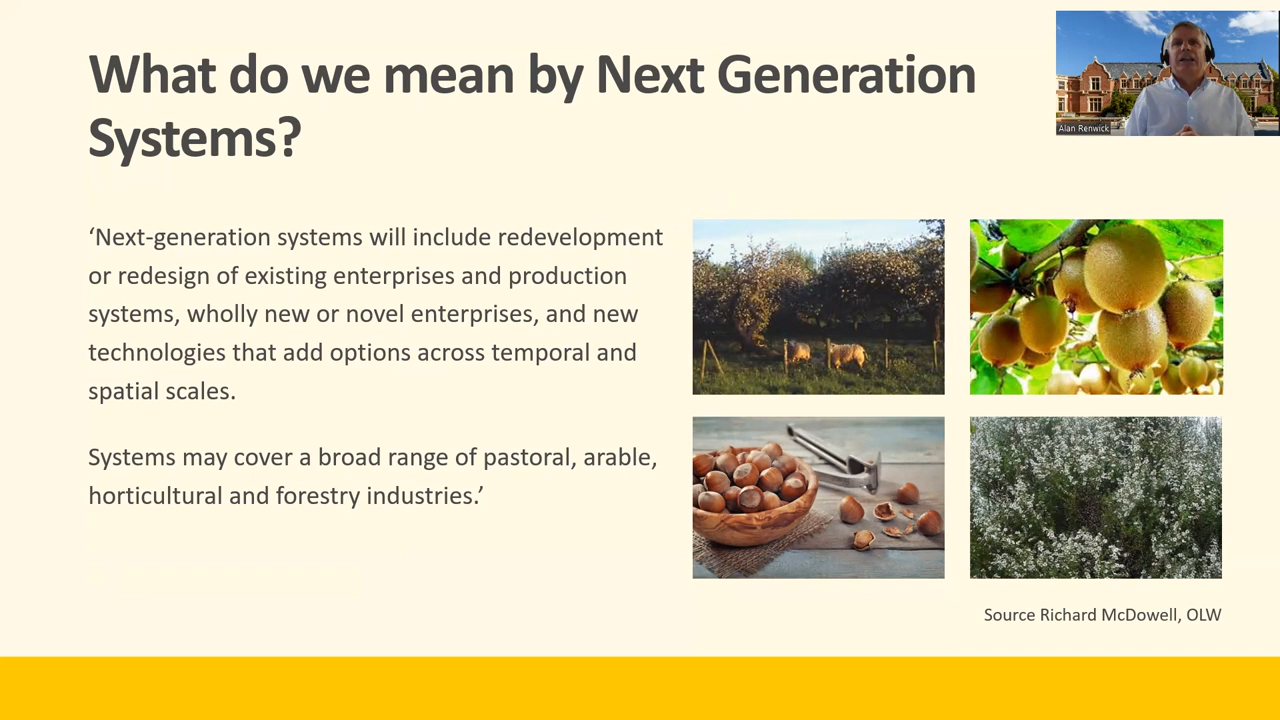 What do we mean by Next Generation
Systems?
Alan Renwick
‘Next-generation systems will include redevelopment
or redesign of existing enterprises and production
systems, wholly new or novel enterprises, and new
technologies that add options across temporal and
spatial scales.
Systems may cover a broad range of pastoral, arable,
horticultural and forestry industries.’
Source Richard McDowell, OLW